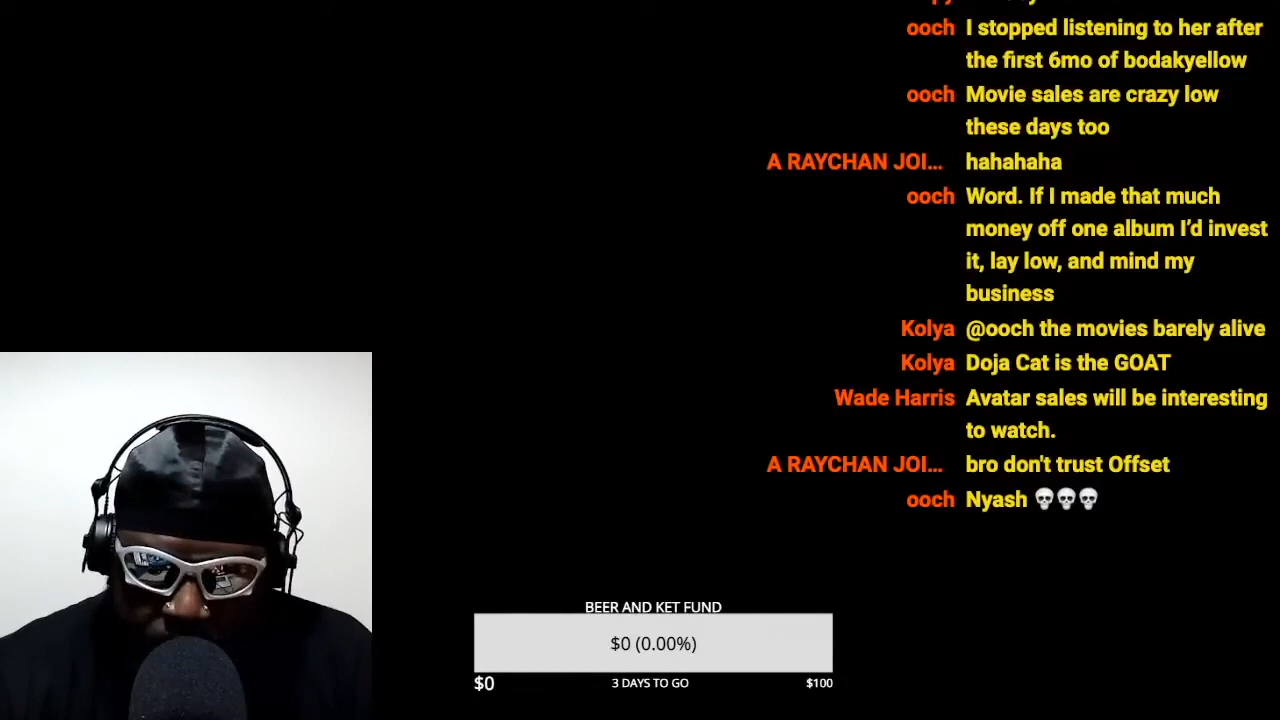 ooch I stopped listening to her after
the first 6mo of bodakyellow
ooch Movie sales are crazy low
these days too
A RAYCHAN JOI... hahahaha
ooch Word. If I made that much
money off one album I’d invest
it, lay low, and mind my
business
Kolya @ooch the movies barely alive
Kolya Doja Cat is the GOAT
Wade Harris Avatar sales will be interesting
to watch.
A RAYCHAN JOI... bro don't trust Offset
ooch Nyash 💀💀💀
BEER AND KET FUND
$0 (0.00%)
$0 3 DAYS TO GO $100